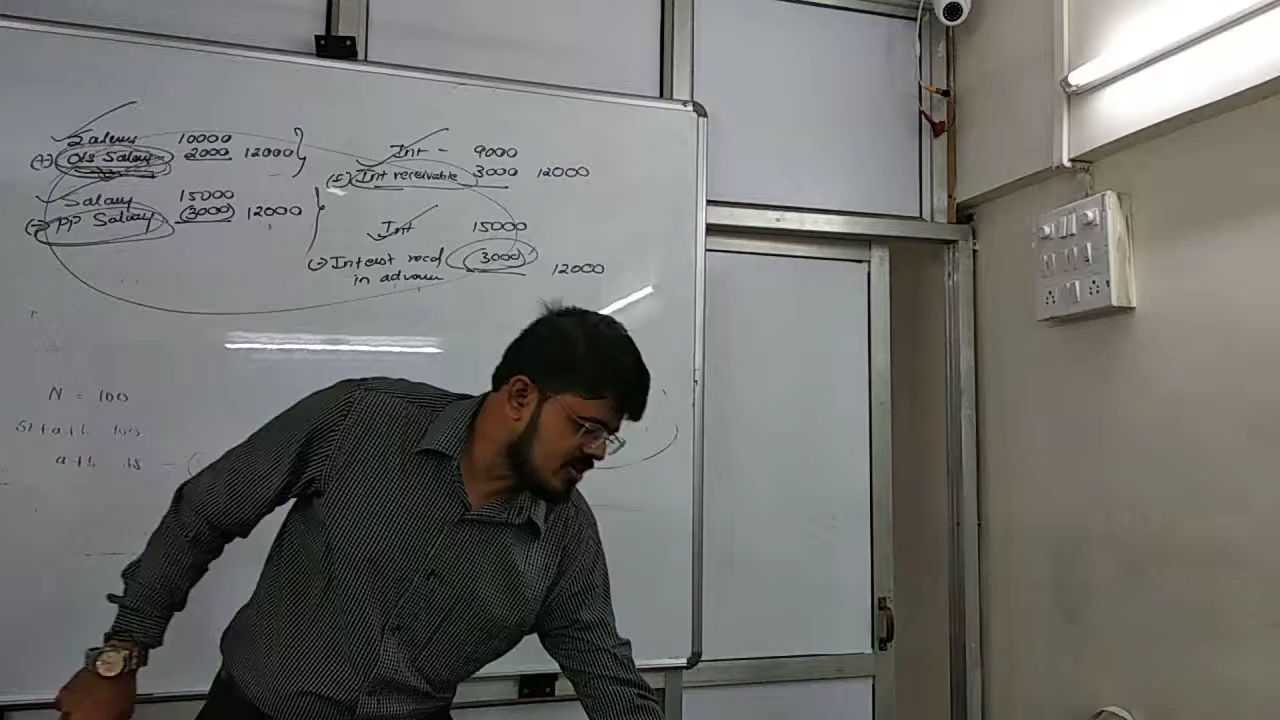 Salary 10000
(+) O/s Salary 2000 12000
Salary 15000
(-) PP Salary (3000) 12000
Int - 9000
(+) Int receivable 3000 12000
Int 15000
(-) Interest recd (3000)
in advance 12000
N = 100